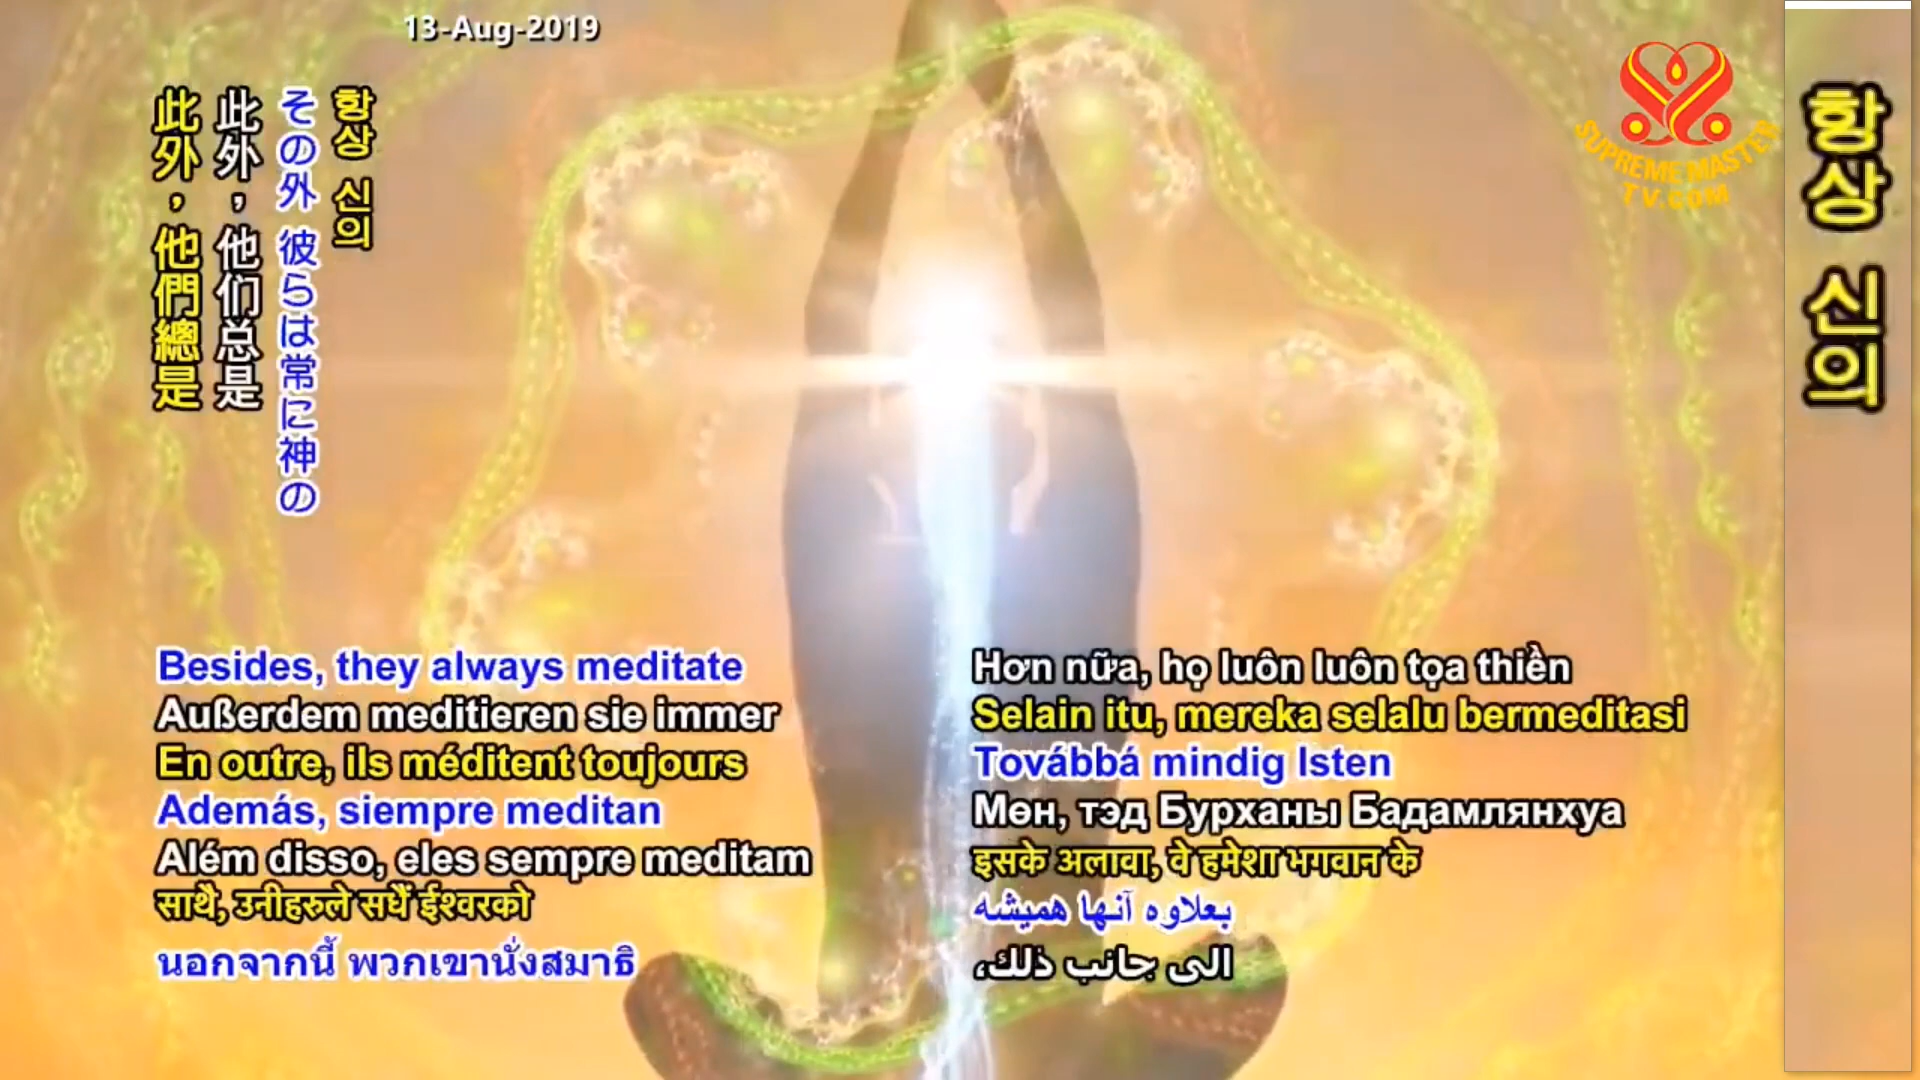 13-Aug-2019
SUPREME MASTER
TV.COM
항상 신의
항상 신의
その外 彼らは常に神の
此外，他们总是
此外，他們總是
Besides, they always meditate
Außerdem meditieren sie immer
En outre, ils méditent toujours
Además, siempre meditan
Além disso, eles sempre meditam
साथै, उनीहरुले सधैं ईश्वरको
นอกจากนี้ พวกเขานั่งสมาธิ
Hơn nữa, họ luôn luôn tọa thiền
Selain itu, mereka selalu bermeditasi
Továbbá mindig Isten
Мөн, тэд Бурханы Бадамлянхуа
इसके अलावा, वे हमेशा भगवान के
بعلاوه آنها همیشه
الى جانب ذلك،